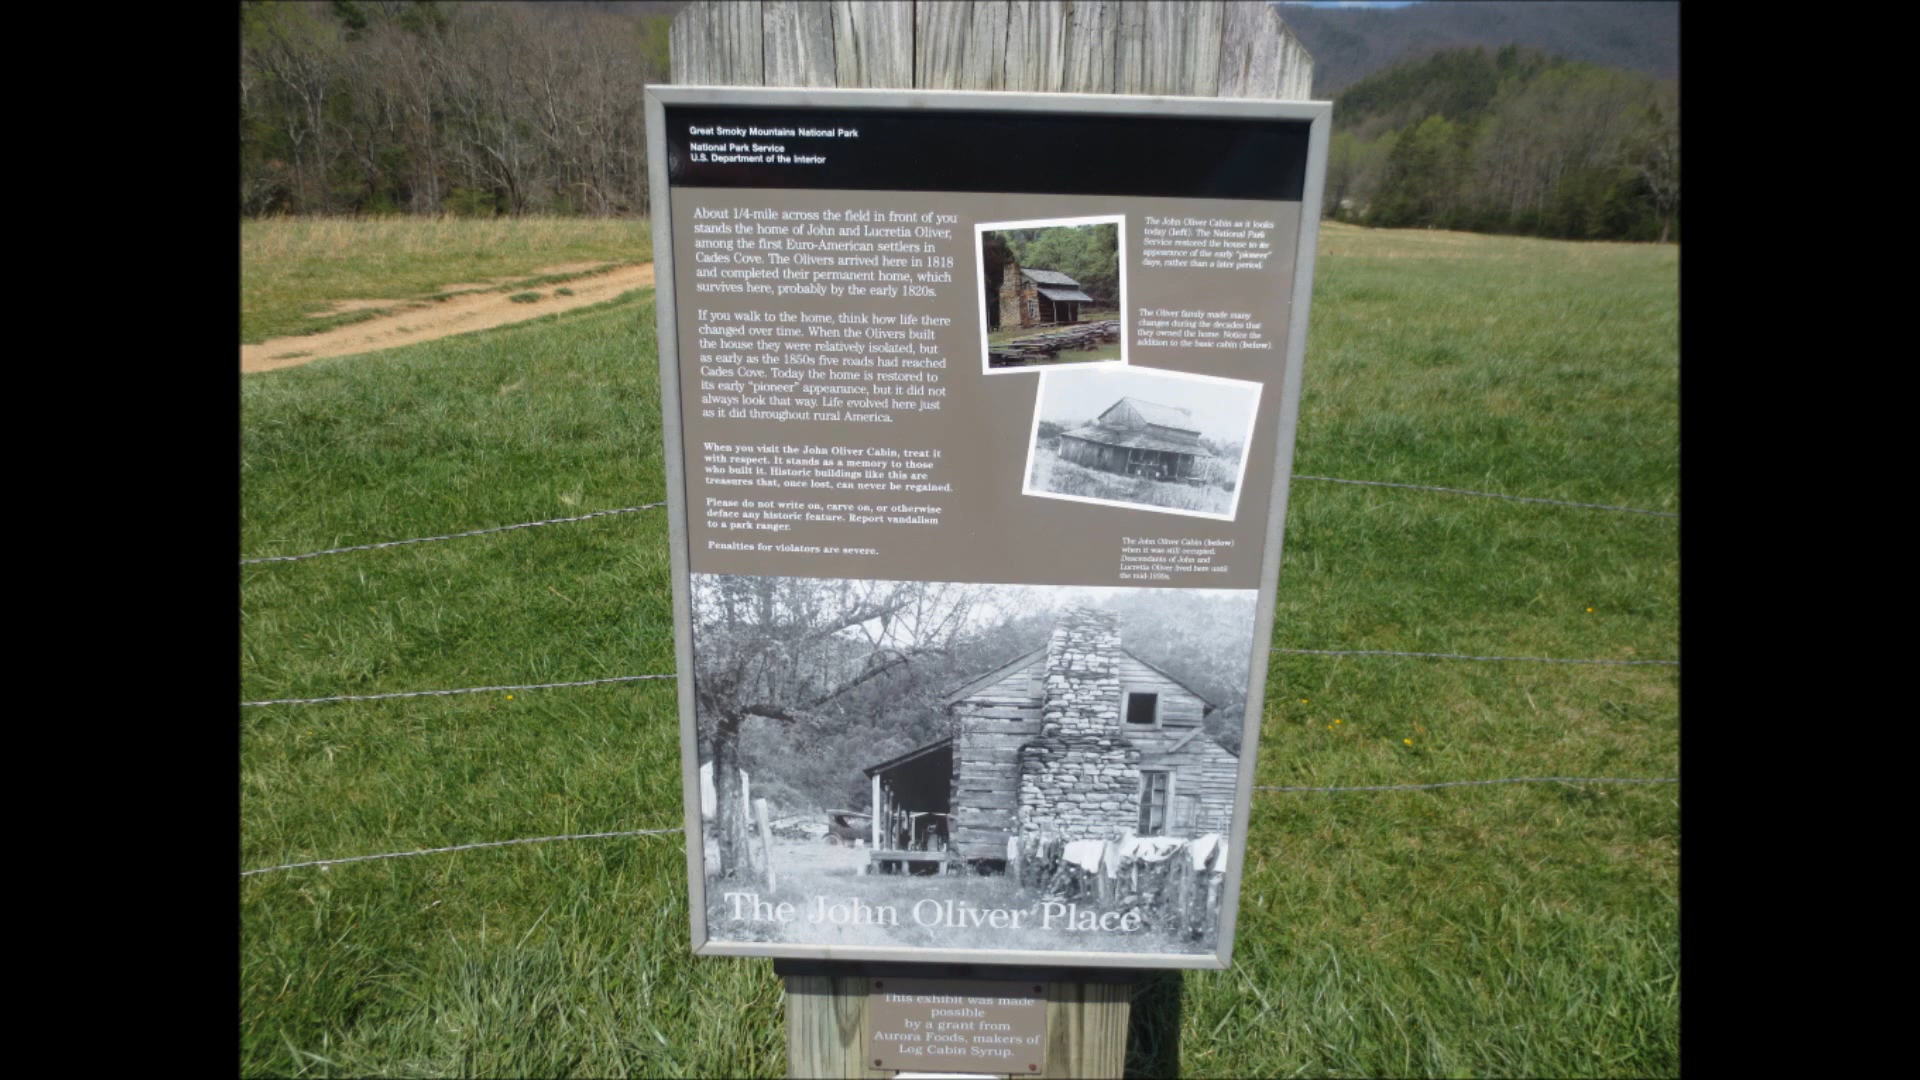 Great Smoky Mountains National Park
National Park Service
U.S. Department of the Interior
About 1/4-mile across the field in front of you
stands the home of John and Lucretia Oliver,
among the first Euro-American settlers in
Cades Cove. The Olivers arrived here in 1818
and completed their permanent home, which
survives here, probably by the early 1820s.
If you walk to the home, think how life there
changed over time. When the Olivers built
the house they were relatively isolated, but
as early as the 1850s five roads had reached
Cades Cove. Today the home is restored to
its early "pioneer" appearance, but it did not
always look that way. Life evolved here just
as it did throughout rural America.
When you visit the John Oliver Cabin, treat it
with respect. It stands as a memory to those
who built it. Historic buildings like this are
treasures that, once lost, can never be regained.
Please do not write on, carve on, or otherwise
deface any historic feature. Report vandalism
to a park ranger.
Penalties for violators are severe.
The John Oliver Cabin as it looks
today (left). The National Park
Service restored the house to its
appearance of the early "pioneer"
days, rather than a later period.
The Oliver family made many
changes during the decades that
they owned the home. Notice the
addition to the basic cabin (below).
The John Oliver Cabin (below)
when it was still occupied.
Descendants of John and
Lucretia Oliver lived here until
the
The John Oliver Place
This exhibit was made
possible
by a grant from
Aurora Foods, makers of
Log Cabin Syrup.